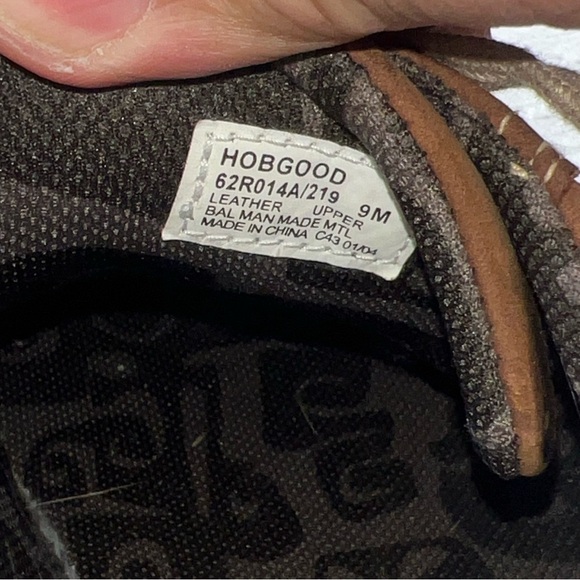 HOBGOOD
62R014A/219 9M
LEATHER UPPER
BAL MAN MADE MTL
MADE IN CHINA C43 01/04